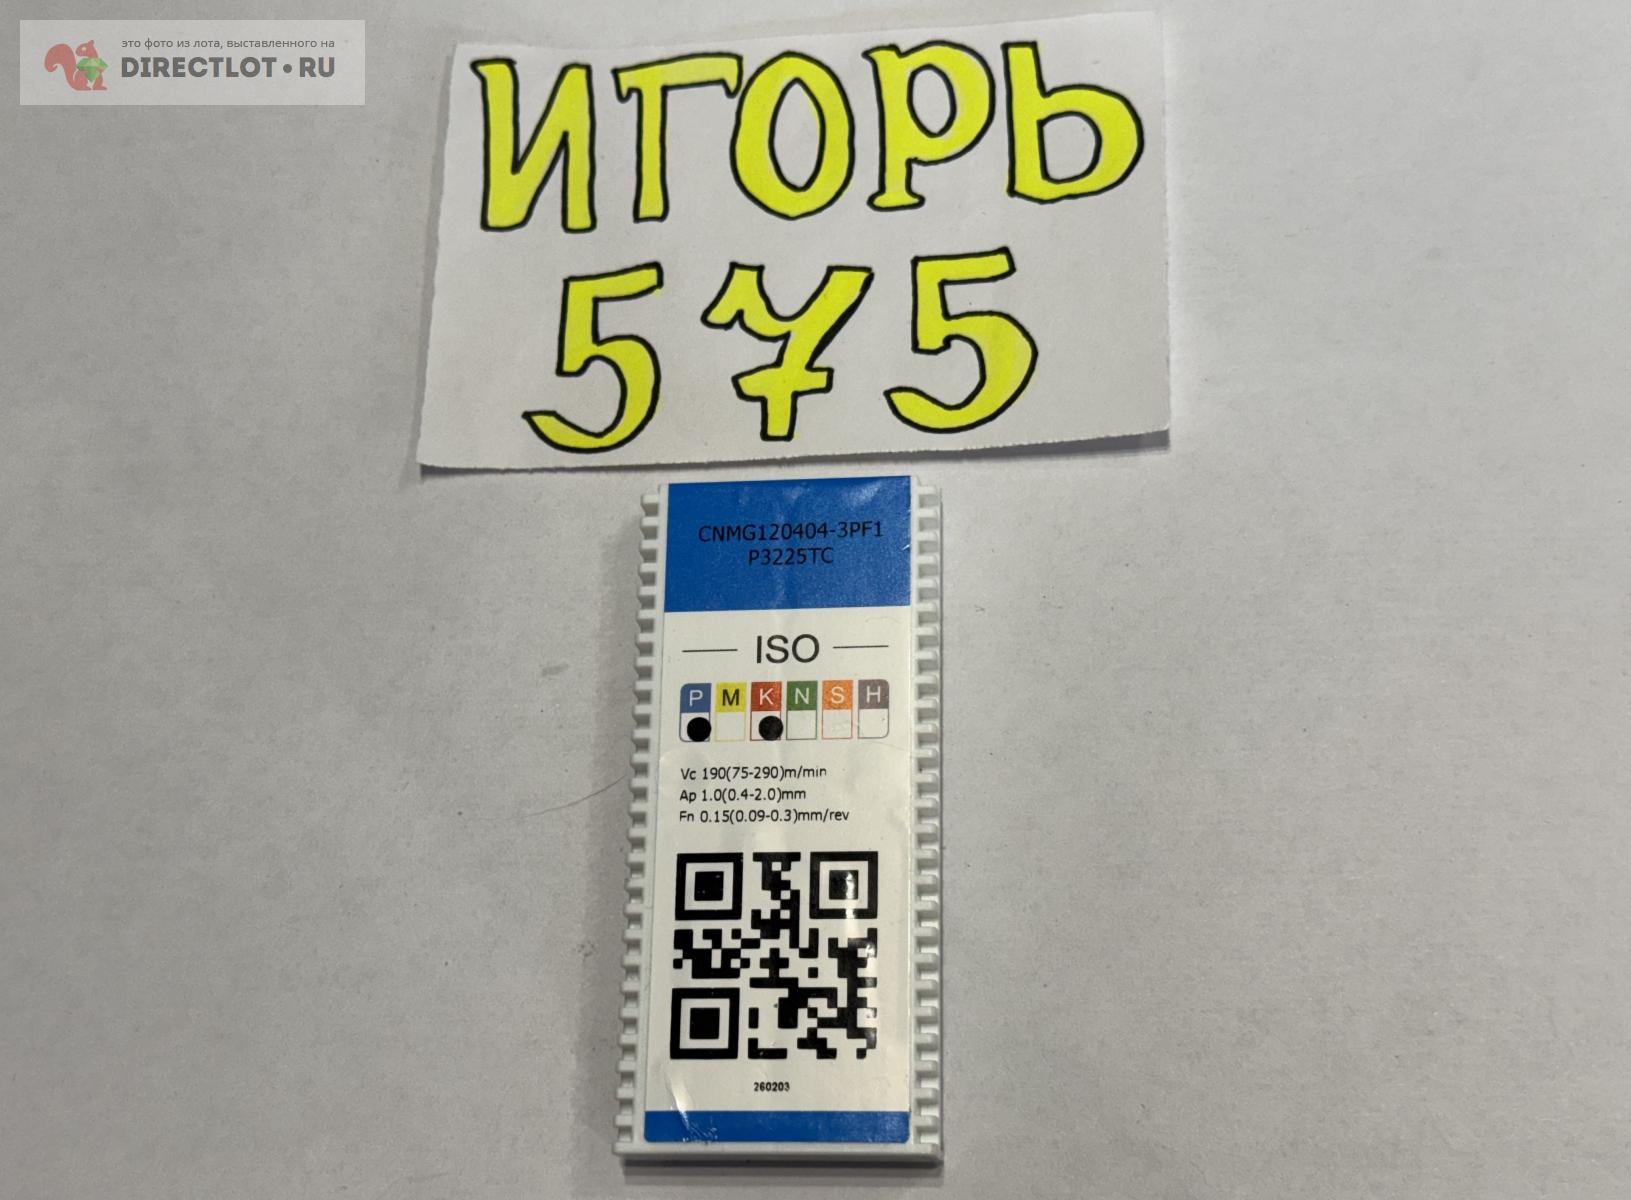 это фото из лота, выставленного на
DIRECTLOT•RU
ИГОРЬ
575
CNMG120404-3PF1
P3225TC
ISO
P M K N S H
Vc 190(75-290)m/min
Ap 1.0(0.4-2.0)mm
Fn 0.15(0.09-0.3)mm/rev
260203